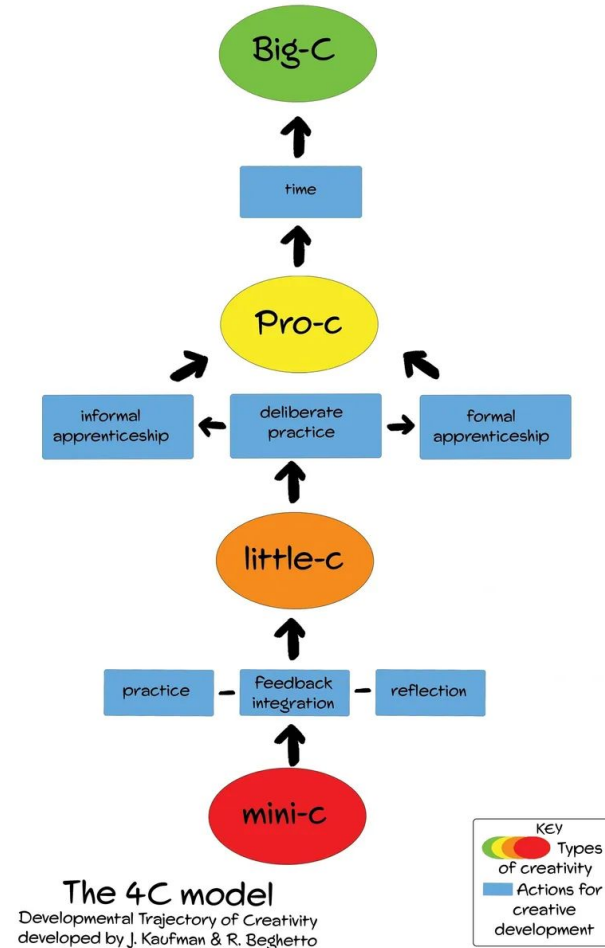 Big-C
time
Pro-c
informal
apprenticeship
deliberate
practice
formal
apprenticeship
little-c
practice
feedback
integration
reflection
mini-c
The 4C model
Developmental Trajectory of Creativity
developed by J. Kaufman & R. Beghetto
KEY
Types
of creativity
Actions for
creative
development